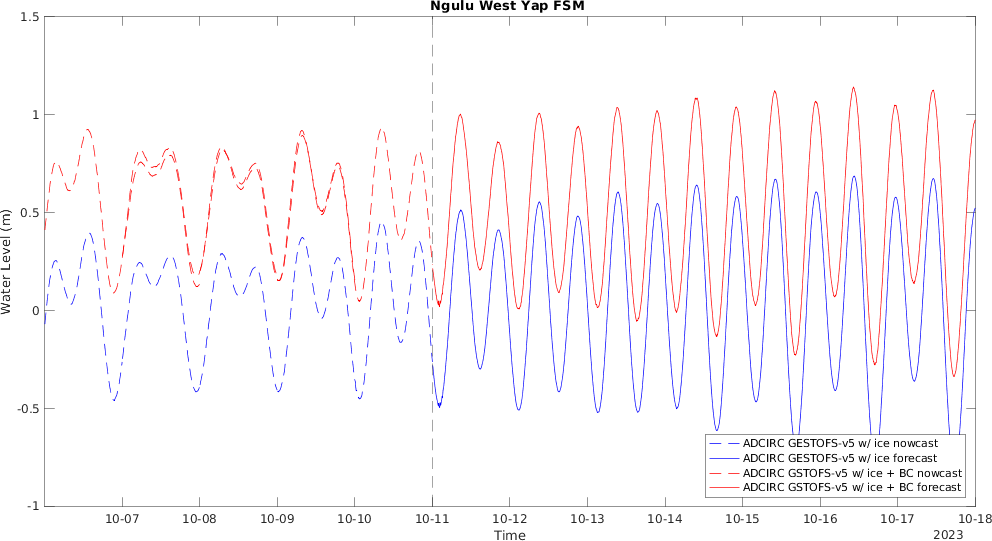 Ngulu West Yap FSM
1.5
1
0.5
0
-0.5
-1
Water Level (m)
ADCIRC GESTOFS-v5 w/ ice nowcast
ADCIRC GESTOFS-v5 w/ ice forecast
ADCIRC GSTOFS-v5 w/ ice + BC nowcast
ADCIRC GSTOFS-v5 w/ ice + BC forecast
10-07 10-08 10-09 10-10 10-11 10-12 10-13 10-14 10-15 10-16 10-17 10-18
Time
2023